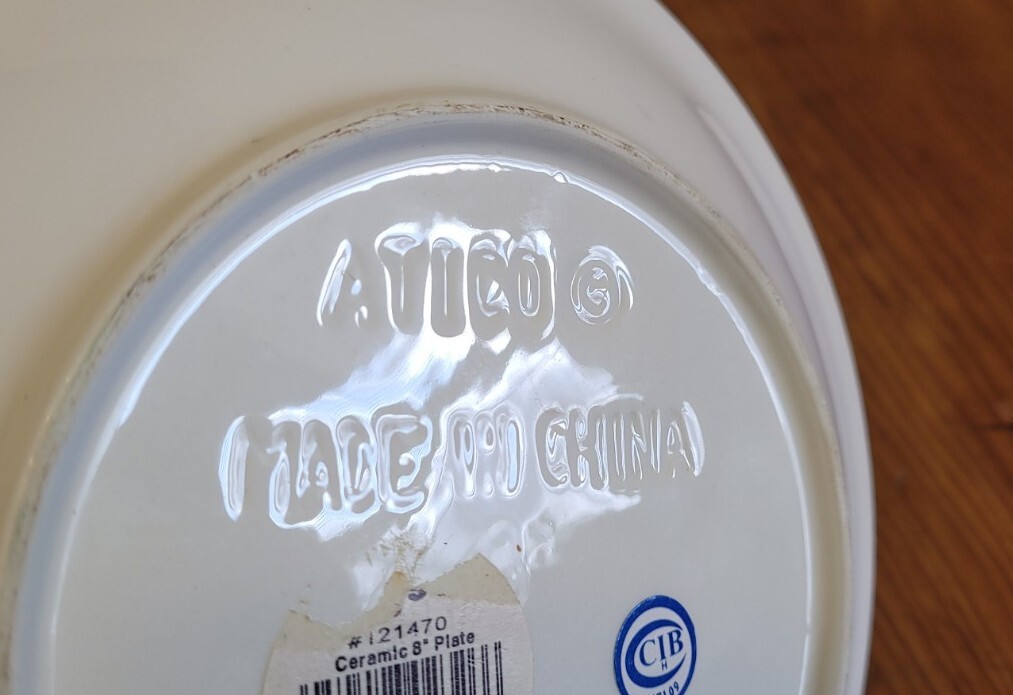 ATICO ©
MADE IN CHINA
#121470
Ceramic 8" Plate
CIB
H